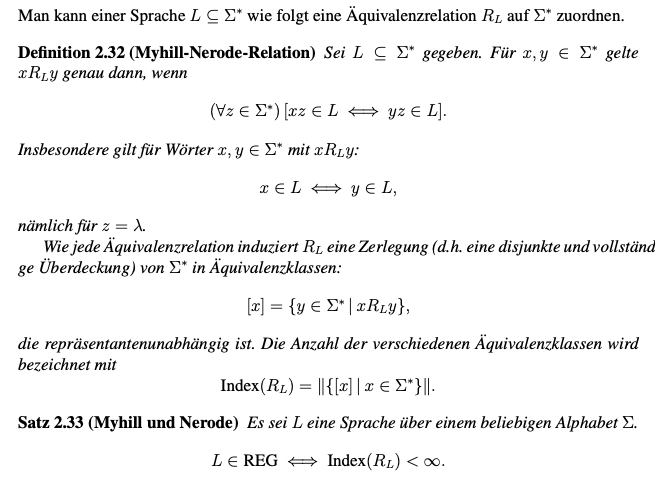 Man kann einer Sprache L ⊆ Σ* wie folgt eine Äquivalenzrelation R_L auf Σ* zuordnen.
Definition 2.32 (Myhill-Nerode-Relation) Sei L ⊆ Σ* gegeben. Für x, y ∈ Σ* gelte
xR_Ly genau dann, wenn
(∀z ∈ Σ*) [xz ∈ L ⟺ yz ∈ L].
Insbesondere gilt für Wörter x, y ∈ Σ* mit xR_Ly:
x ∈ L ⟺ y ∈ L,
nämlich für z = λ.
Wie jede Äquivalenzrelation induziert R_L eine Zerlegung (d.h. eine disjunkte und vollständ
ge Überdeckung) von Σ* in Äquivalenzklassen:
[x] = {y ∈ Σ* | xR_Ly},
die repräsentantenunabhängig ist. Die Anzahl der verschiedenen Äquivalenzklassen wird
bezeichnet mit
Index(R_L) = ‖{[x] | x ∈ Σ*}‖.
Satz 2.33 (Myhill und Nerode) Es sei L eine Sprache über einem beliebigen Alphabet Σ.
L ∈ REG ⟺ Index(R_L) < ∞.